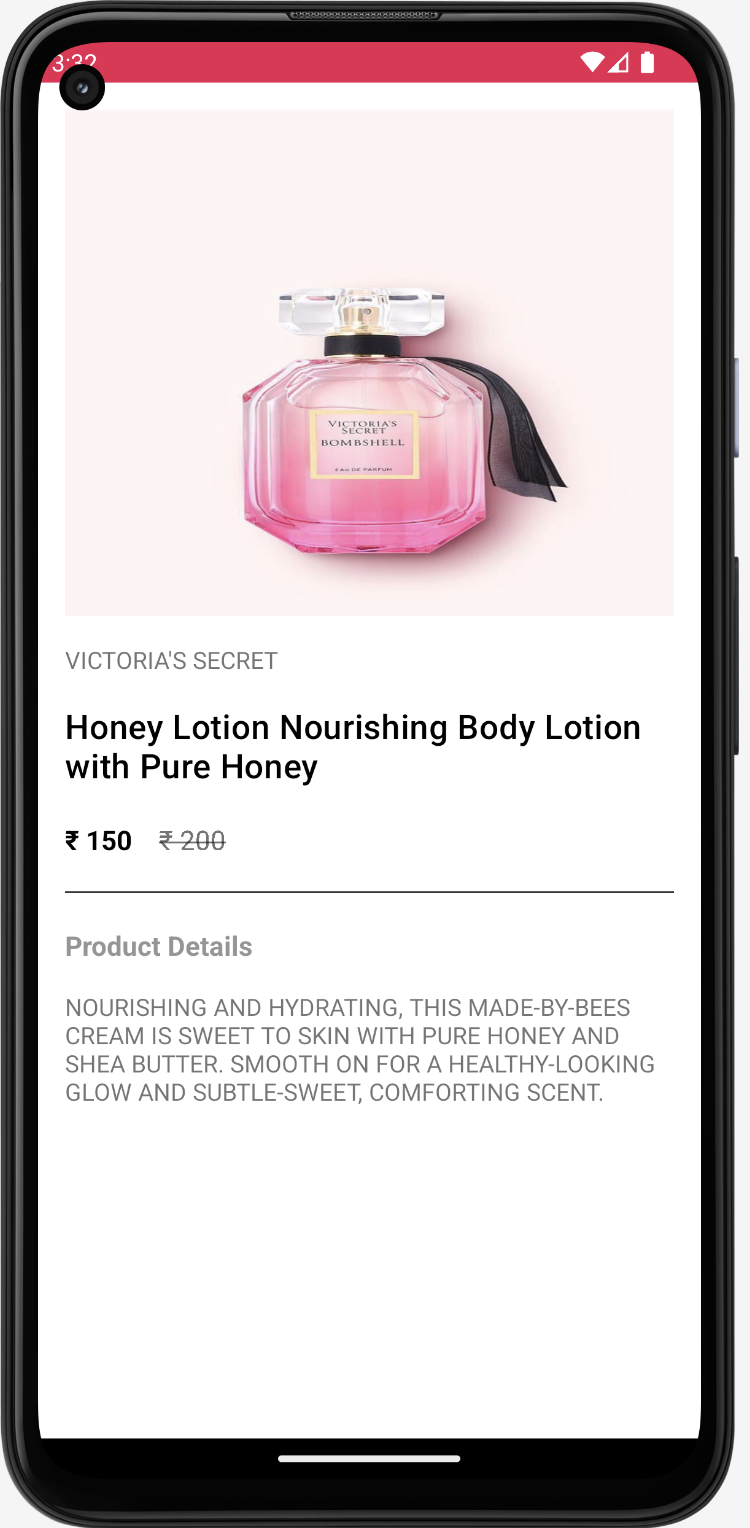 3:32
VICTORIA'S
SECRET
BOMBSHELL
EAU DE PARFUM
VICTORIA'S SECRET
Honey Lotion Nourishing Body Lotion
with Pure Honey
₹ 150 ₹ 200
Product Details
NOURISHING AND HYDRATING, THIS MADE-BY-BEES
CREAM IS SWEET TO SKIN WITH PURE HONEY AND
SHEA BUTTER. SMOOTH ON FOR A HEALTHY-LOOKING
GLOW AND SUBTLE-SWEET, COMFORTING SCENT.